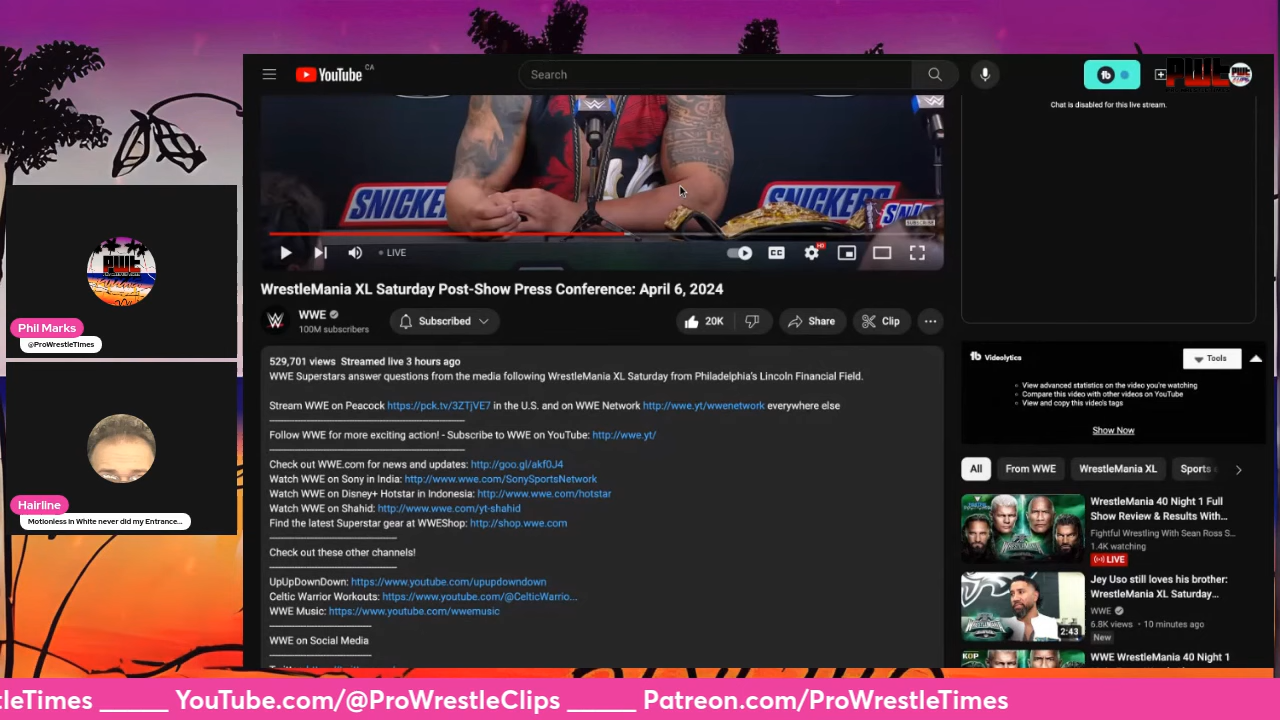 YouTube CA
Search
PWT
Chat is disabled for this live stream.
SNICKERS
SNICKERS
LIVE
CC
HD
SUBSCRIBE
WrestleMania XL Saturday Post-Show Press Conference: April 6, 2024
WWE
100M subscribers
Subscribed
20K
Share
Clip
529,701 views Streamed live 3 hours ago
WWE Superstars answer questions from the media following WrestleMania XL Saturday from Philadelphia's Lincoln Financial Field.
Stream WWE on Peacock https://pck.tv/3ZTjVE7 in the U.S. and on WWE Network http://wwe.yt/wwenetwork everywhere else
Follow WWE for more exciting action! - Subscribe to WWE on YouTube: http://wwe.yt/
Check out WWE.com for news and updates: http://goo.gl/akf0J4
Watch WWE on Sony in India: http://www.wwe.com/SonySportsNetwork
Watch WWE on Disney+ Hotstar in Indonesia: http://www.wwe.com/hotstar
Watch WWE on Shahid: http://www.wwe.com/yt-shahid
Find the latest Superstar gear at WWEShop: http://shop.wwe.com
Check out these other channels!
UpUpDownDown: https://www.youtube.com/upupdowndown
Celtic Warrior Workouts: https://www.youtube.com/@CelticWarrio...
WWE Music: https://www.youtube.com/wwemusic
WWE on Social Media
Videolytics
Tools
View advanced statistics on the video you're watching
Compare this video with other videos on YouTube
View and copy this video's tags
Show Now
All
From WWE
WrestleMania XL
Sports
WrestleMania 40 Night 1 Full
Show Review & Results With...
Fightful Wrestling With Sean Ross S...
1.4K watching
LIVE
Jey Uso still loves his brother:
WrestleMania XL Saturday...
WWE
6.8K views • 10 minutes ago
New
2:43
WWE WrestleMania 40 Night 1
PWT
Phil Marks
@ProWrestleTimes
Hairline
Motionless in White never did my Entrance...
tleTimes _____ YouTube.com/@ProWrestleClips _____ Patreon.com/ProWrestleTimes